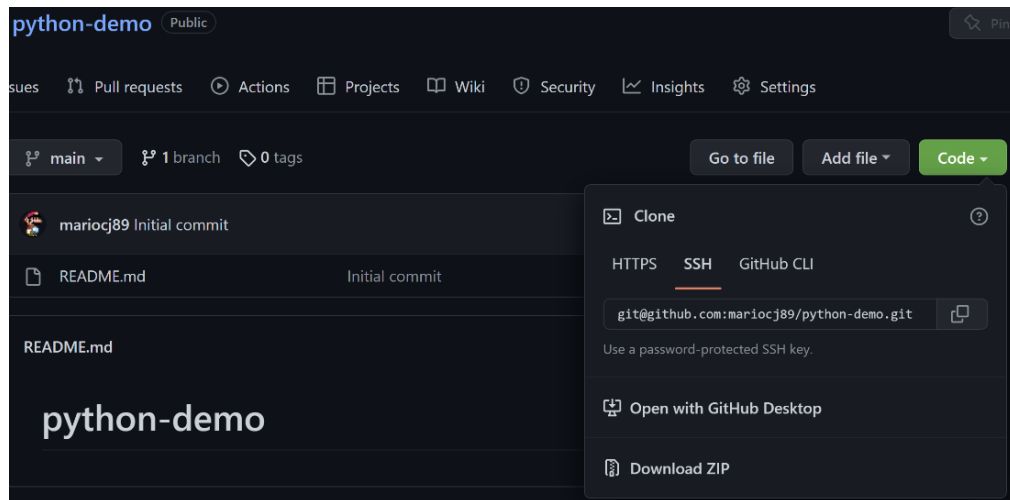 python-demo Public Pin
sues Pull requests Actions Projects Wiki Security Insights Settings
main 1 branch 0 tags Go to file Add file Code
mariocj89 Initial commit
README.md Initial commit
README.md
python-demo
Clone
HTTPS SSH GitHub CLI
git@github.com:mariocj89/python-demo.git
Use a password-protected SSH key.
Open with GitHub Desktop
Download ZIP